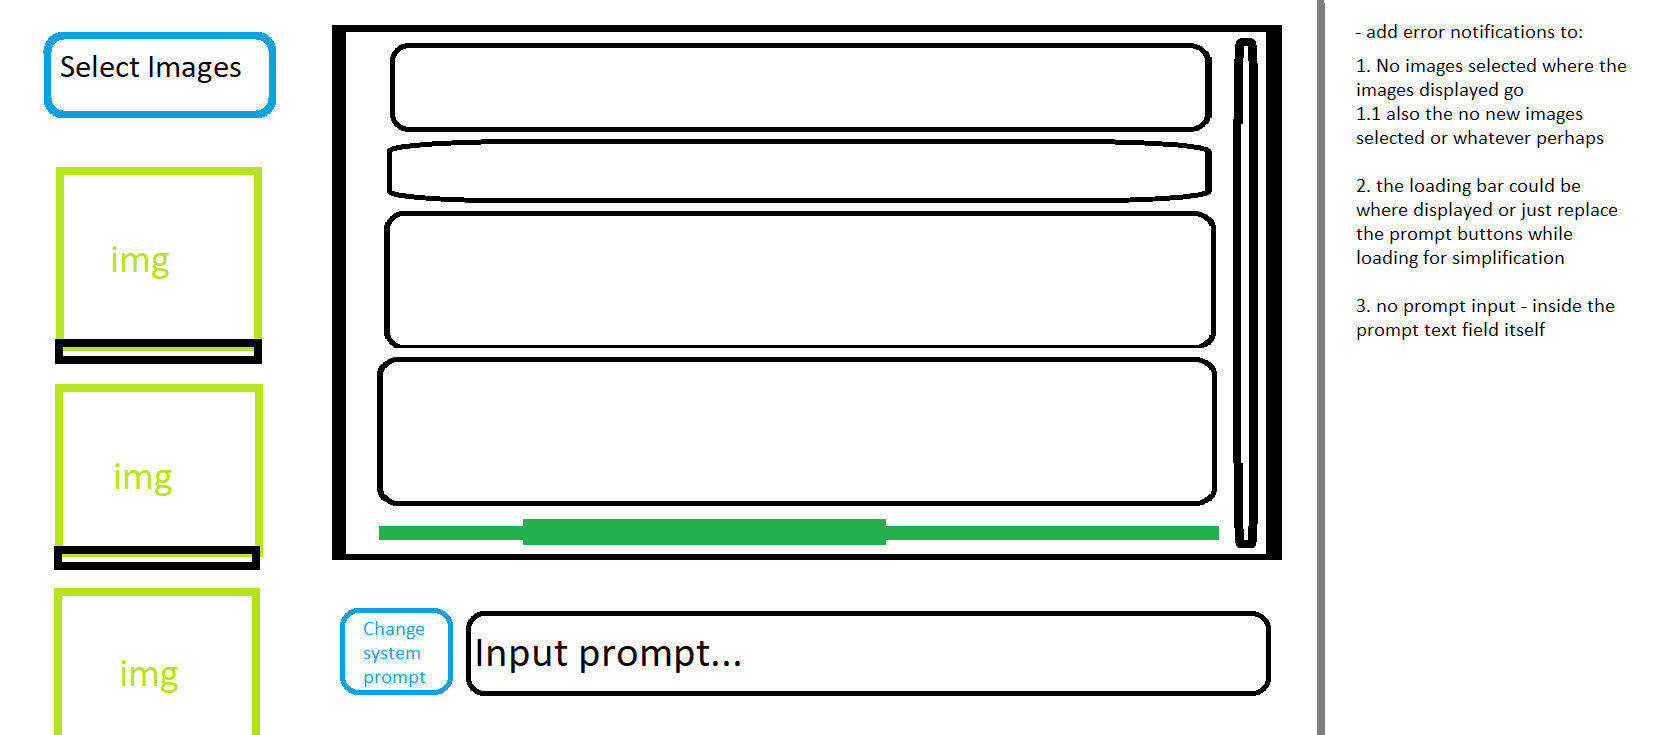 Select Images
img
img
img
Change
system
prompt
Input prompt...
- add error notifications to:
1. No images selected where the
images displayed go
1.1 also the no new images
selected or whatever perhaps
2. the loading bar could be
where displayed or just replace
the prompt buttons while
loading for simplification
3. no prompt input - inside the
prompt text field itself